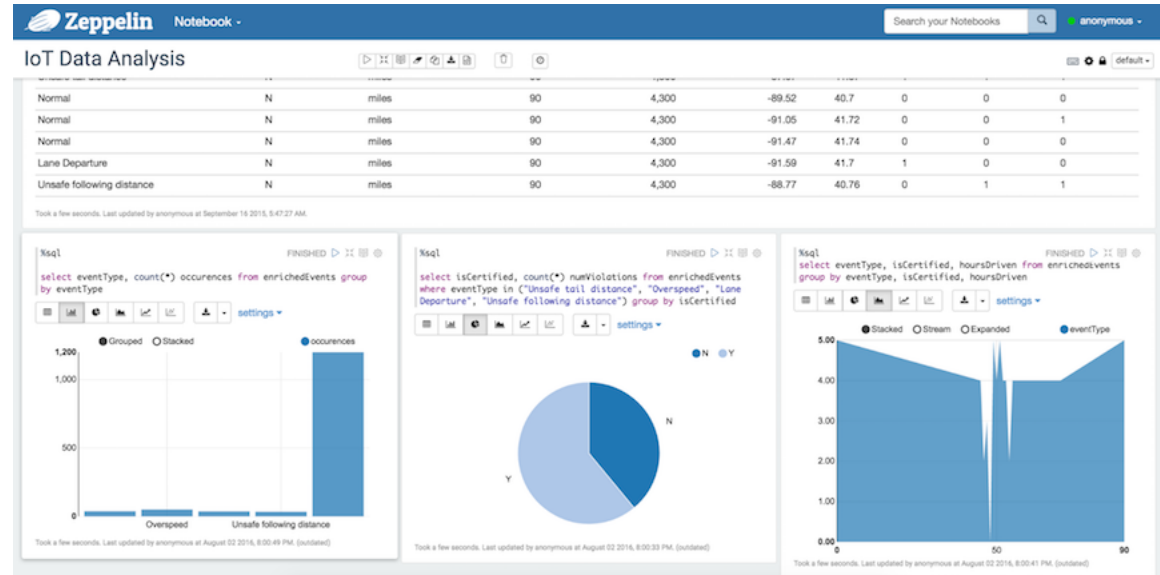 Zeppelin Notebook Search your Notebooks anonymous
IoT Data Analysis default
Normal N miles 90 4,300 -89.52 40.7 0 0 0
Normal N miles 90 4,300 -91.05 41.72 0 0 1
Normal N miles 90 4,300 -91.47 41.74 0 0 0
Lane Departure N miles 90 4,300 -91.59 41.7 1 0 0
Unsafe following distance N miles 90 4,300 -88.77 40.76 0 1 1
Took a few seconds. Last updated by anonymous at September 16 2015, 5:47:27 AM.
%sql FINISHED
select eventType, count(*) occurences from enrichedEvents group
by eventType
settings
Grouped Stacked occurences
1,200
1,000
500
0
Overspeed Unsafe following distance
Took a few seconds. Last updated by anonymous at August 02 2016, 8:00:49 PM. (outdated)
%sql FINISHED
select isCertified, count(*) numViolations from enrichedEvents
where eventType in ("Unsafe tail distance", "Overspeed", "Lane
Departure", "Unsafe following distance") group by isCertified
settings
N Y
N
Y
Took a few seconds. Last updated by anonymous at August 02 2016, 8:00:33 PM. (outdated)
%sql FINISHED
select eventType, isCertified, hoursDriven from enrichedEvents
group by eventType, isCertified, hoursDriven
settings
Stacked Stream Expanded eventType
5.00
4.00
3.00
2.00
1.00
0.00
0 50 90
Took a few seconds. Last updated by anonymous at August 02 2016, 8:00:41 PM. (outdated)